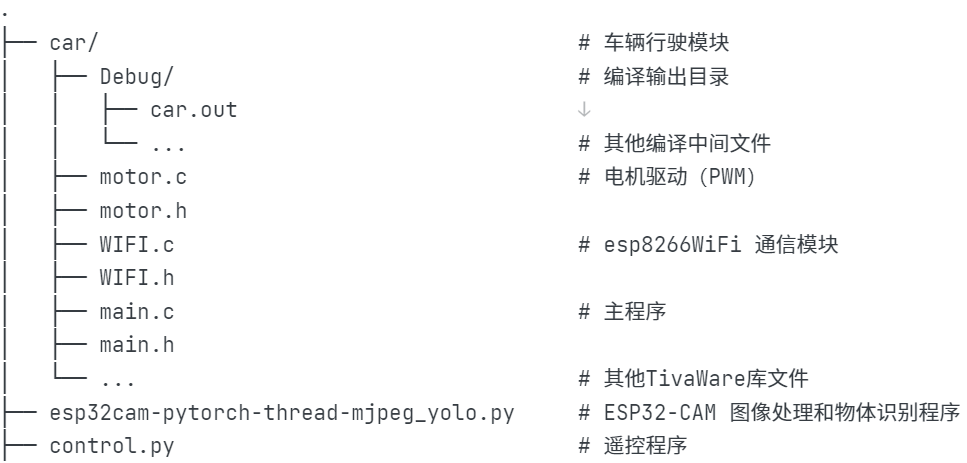 .
├── car/                                      # 车辆行驶模块
│   ├── Debug/                                # 编译输出目录
│   │   ├── car.out                           ↓
│   │   └── ...                               # 其他编译中间文件
│   ├── motor.c                               # 电机驱动（PWM）
│   ├── motor.h
│   ├── WIFI.c                                # esp8266WiFi 通信模块
│   ├── WIFI.h
│   ├── main.c                                # 主程序
│   ├── main.h
│   └── ...                                   # 其他TivaWare库文件
├── esp32cam-pytorch-thread-mjpeg_yolo.py     # ESP32-CAM 图像处理和物体识别程序
├── control.py                                # 遥控程序